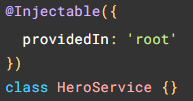 @Injectable({
  providedIn: 'root'
})
class HeroService {}